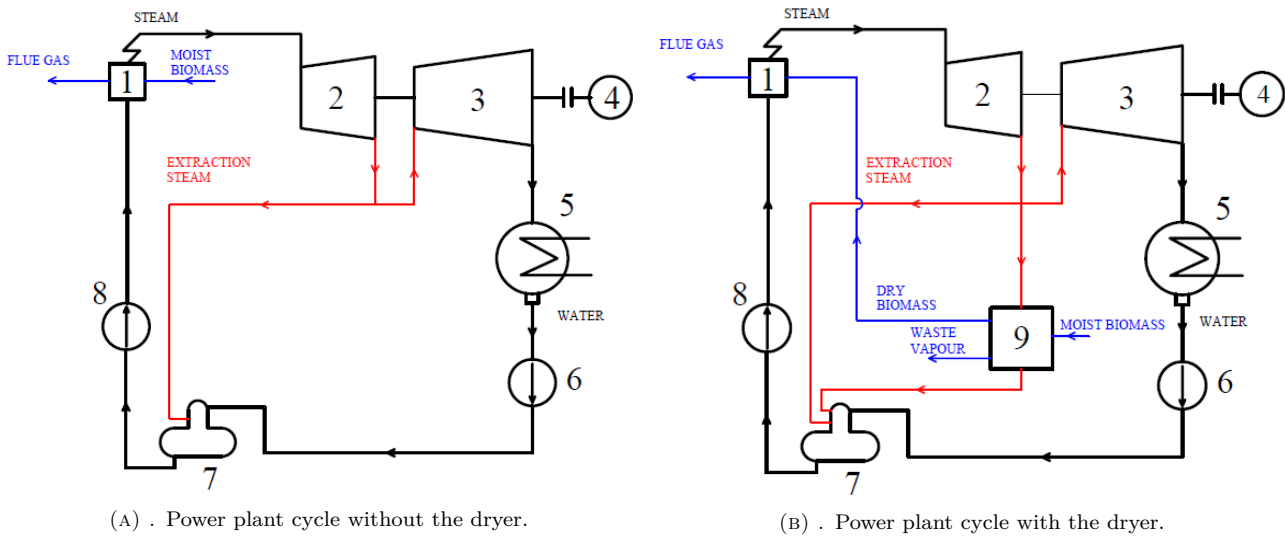 STEAM
FLUE GAS
MOIST
BIOMASS
1
2
3
4
EXTRACTION
STEAM
5
8
WATER
6
7
(A) . Power plant cycle without the dryer.
STEAM
FLUE GAS
1
2
3
4
EXTRACTION
STEAM
5
8
DRY
BIOMASS
WASTE
VAPOUR
9
MOIST BIOMASS
WATER
6
7
(B) . Power plant cycle with the dryer.